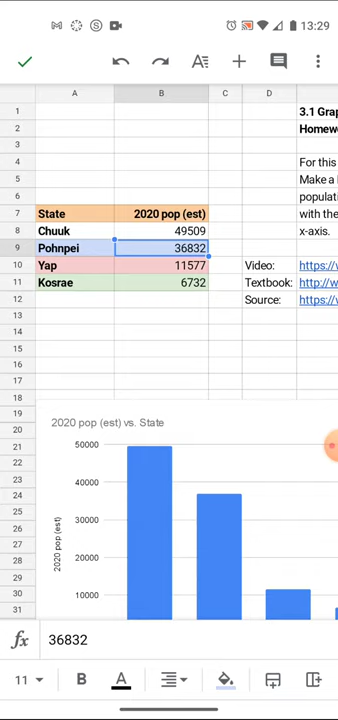 13:29
A B C D
1 3.1 Gra
2 Homew
3
4 For this
5 Make a
6 populati
7 State 2020 pop (est) with the
8 Chuuk 49509 x-axis.
9 Pohnpei 36832
10 Yap 11577 Video: https://
11 Kosrae 6732 Textbook: http://w
12 Source: https://
13
14
15
16
17
18
19
20 2020 pop (est) vs. State
21 50000
22
23
24 40000
25
26 30000
27
28 20000
29
30 10000
31
2020 pop (est)
fx 36832
11 B A